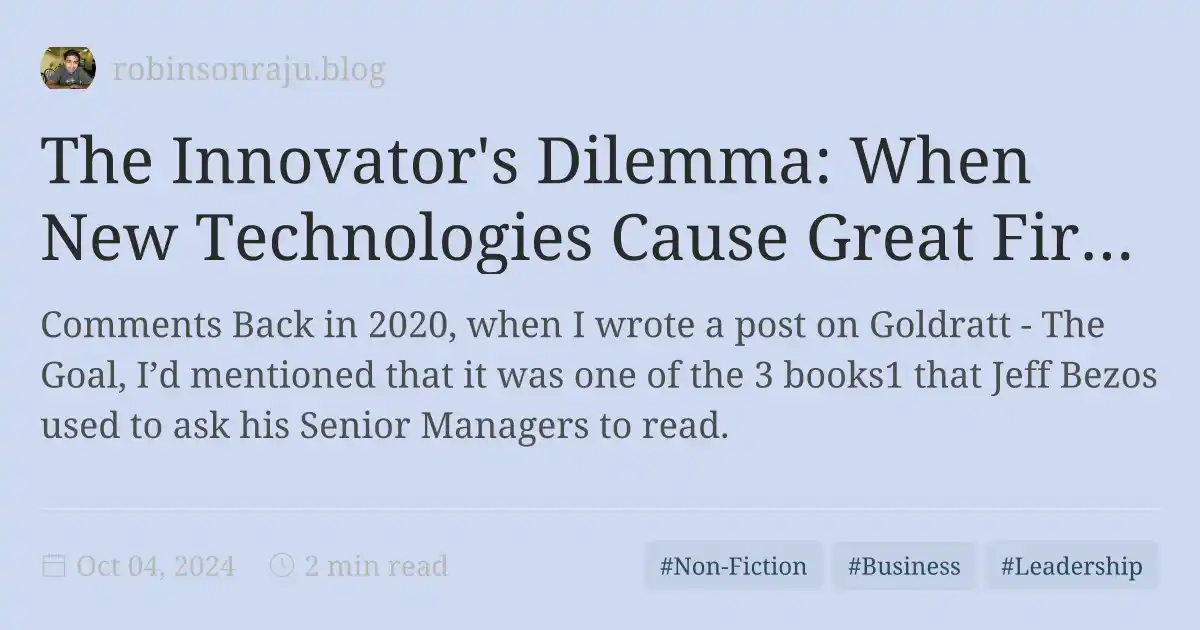 robinsonraju.blog
The Innovator's Dilemma: When
New Technologies Cause Great Fir...
Comments Back in 2020, when I wrote a post on Goldratt - The
Goal, I’d mentioned that it was one of the 3 books1 that Jeff Bezos
used to ask his Senior Managers to read.
Oct 04, 2024 2 min read #Non-Fiction #Business #Leadership